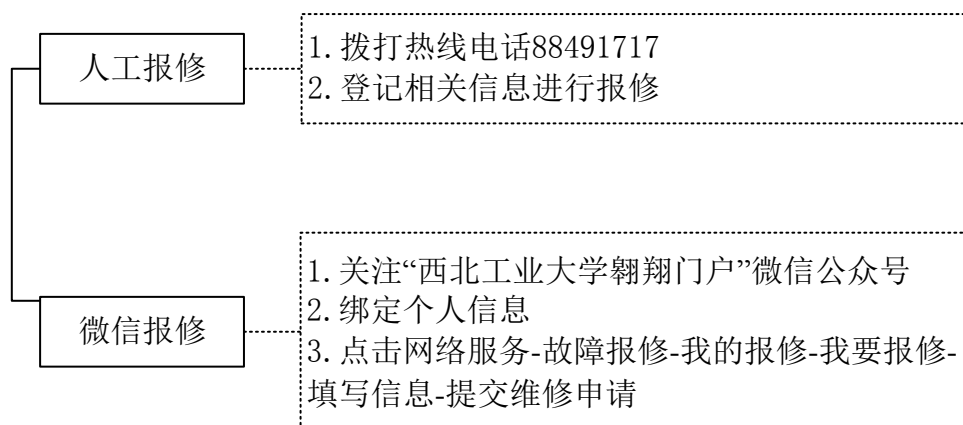 人工报修
1. 拨打热线电话88491717
2. 登记相关信息进行报修
微信报修
1. 关注“西北工业大学翱翔门户”微信公众号
2. 绑定个人信息
3. 点击网络服务-故障报修-我的报修-我要报修-
填写信息-提交维修申请